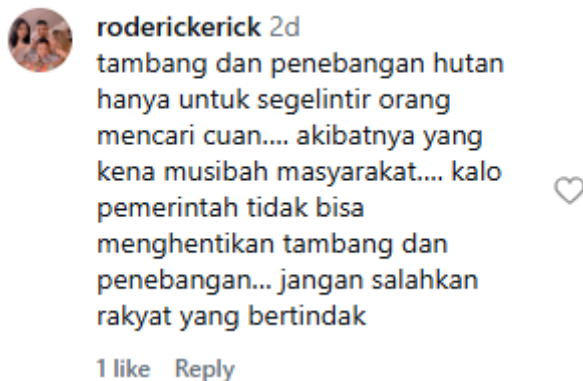 roderickerick 2d
tambang dan penebangan hutan
hanya untuk segelintir orang
mencari cuan.... akibatnya yang
kena musibah masyarakat.... kalo
pemerintah tidak bisa
menghentikan tambang dan
penebangan... jangan salahkan
rakyat yang bertindak
1 like Reply